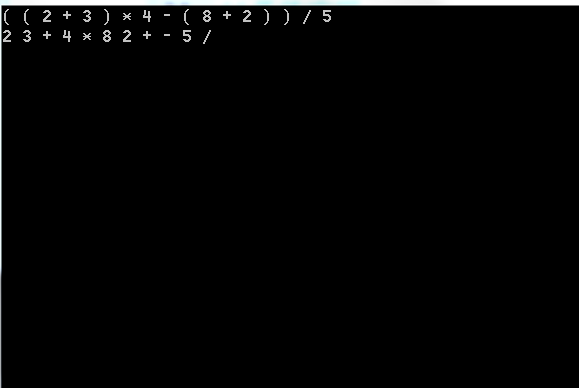 ( ( 2 + 3 ) * 4 - ( 8 + 2 ) ) / 5
2 3 + 4 * 8 2 + - 5 /